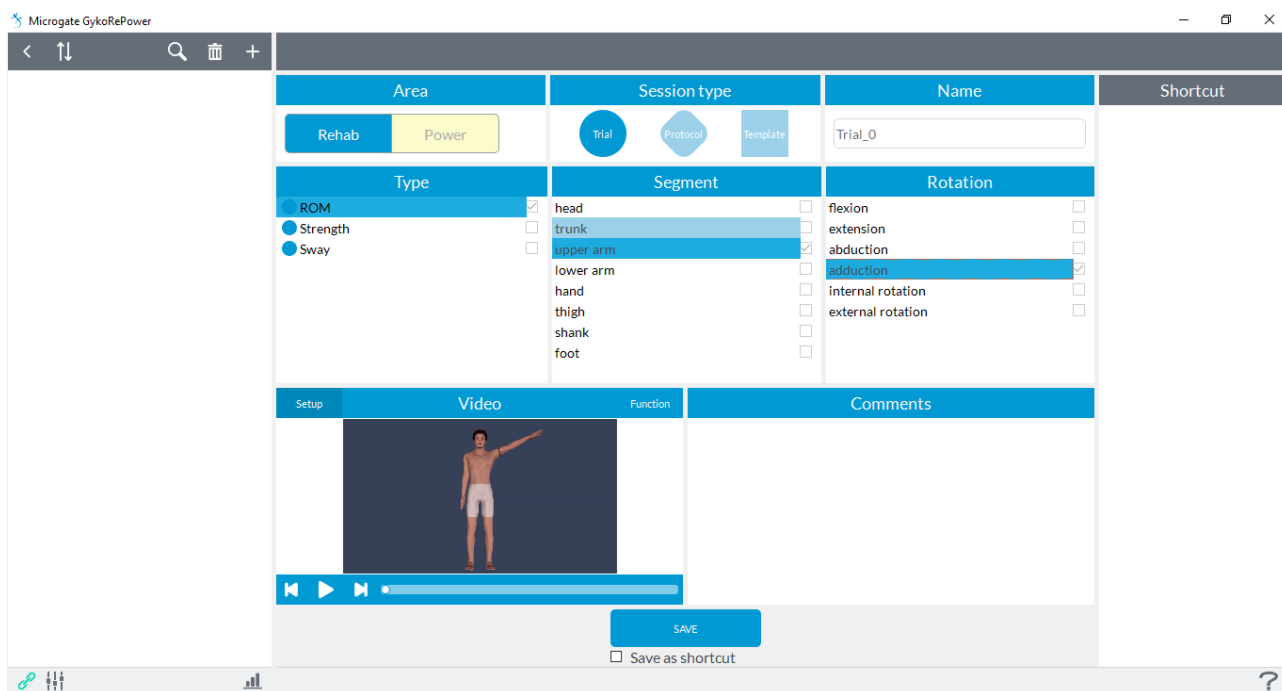 Microgate GykoRePower
Area
Session type
Name
Shortcut
Rehab
Power
Trial
Protocol
Template
Trial_0
Type
Segment
Rotation
ROM
Strength
Sway
head
trunk
upper arm
lower arm
hand
thigh
shank
foot
flexion
extension
abduction
adduction
internal rotation
external rotation
Setup
Video
Function
Comments
SAVE
Save as shortcut
?